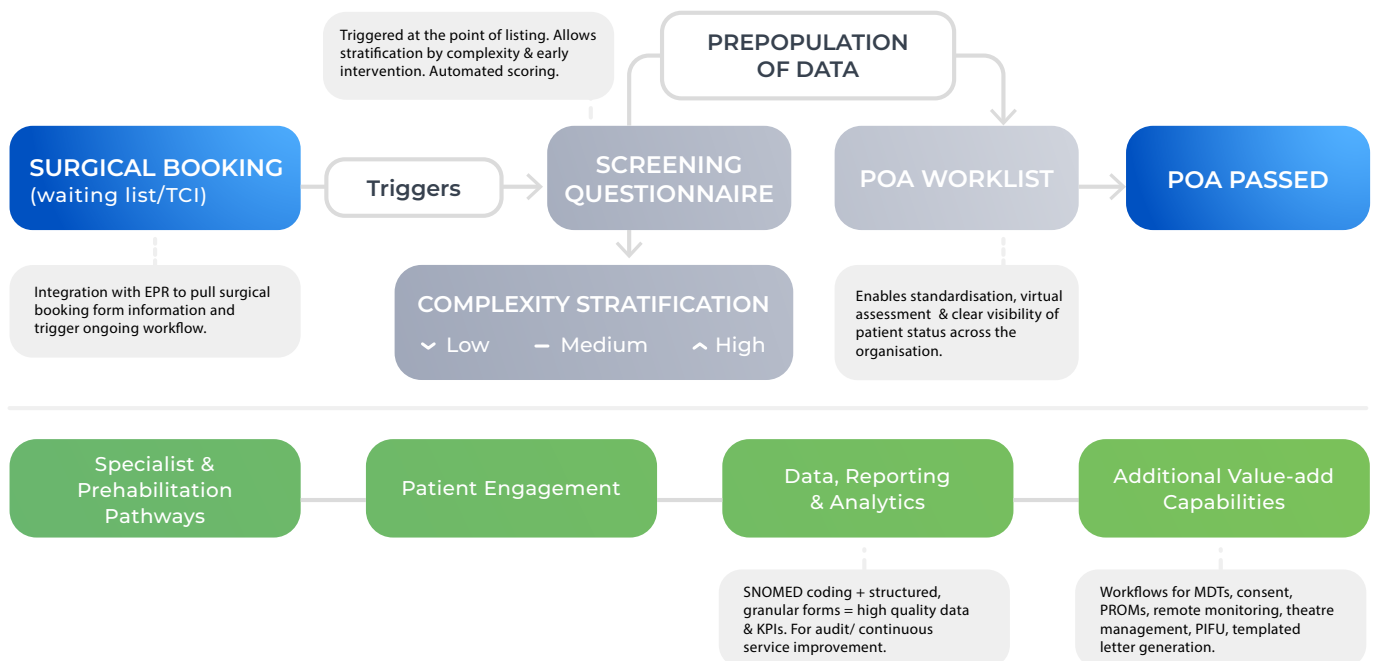 Triggered at the point of listing. Allows
stratification by complexity & early
intervention. Automated scoring.
PREPOPULATION
OF DATA
SURGICAL BOOKING
(waiting list/TCI)
Triggers
SCREENING
QUESTIONNAIRE
POA WORKLIST
POA PASSED
Integration with EPR to pull surgical
booking form information and
trigger ongoing workflow.
COMPLEXITY STRATIFICATION
Low
Medium
High
Enables standardisation, virtual
assessment & clear visibility of
patient status across the
organisation.
Specialist &
Prehabilitation
Pathways
Patient Engagement
Data, Reporting
& Analytics
Additional Value-add
Capabilities
SNOMED coding + structured,
granular forms = high quality data
& KPIs. For audit/ continuous
service improvement.
Workflows for MDTs, consent,
PROMs, remote monitoring, theatre
management, PIFU, templated
letter generation.